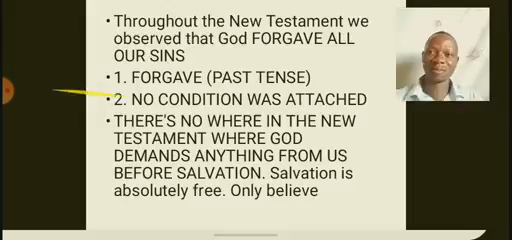 • Throughout the New Testament we
observed that God FORGAVE ALL
OUR SINS
• 1. FORGAVE (PAST TENSE)
• 2. NO CONDITION WAS ATTACHED
• THERE'S NO WHERE IN THE NEW
TESTAMENT WHERE GOD
DEMANDS ANYTHING FROM US
BEFORE SALVATION. Salvation is
absolutely free. Only believe